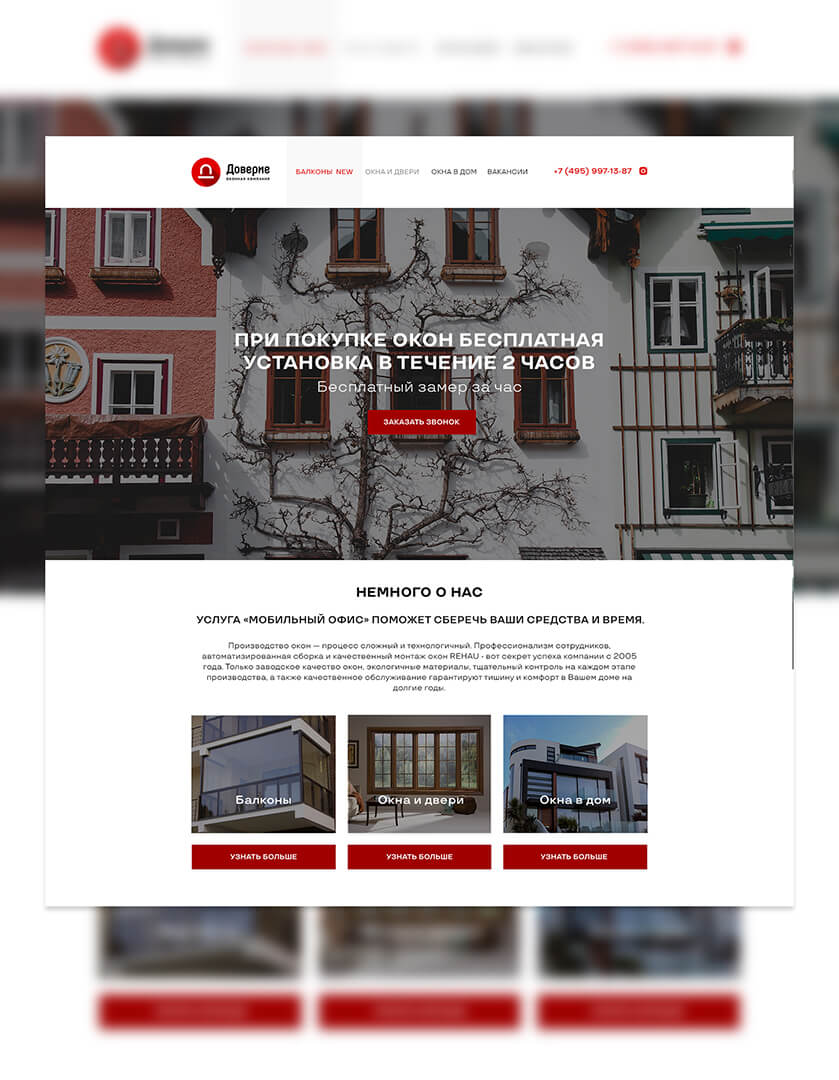 Доверие
оконная компания
БАЛКОНЫ NEW
ОКНА И ДВЕРИ
ОКНА В ДОМ
ВАКАНСИИ
+7 (495) 997-13-87
ПРИ ПОКУПКЕ ОКОН БЕСПЛАТНАЯ
УСТАНОВКА В ТЕЧЕНИЕ 2 ЧАСОВ
Бесплатный замер за час
ЗАКАЗАТЬ ЗВОНОК
НЕМНОГО О НАС
УСЛУГА «МОБИЛЬНЫЙ ОФИС» ПОМОЖЕТ СБЕРЕЧЬ ВАШИ СРЕДСТВА И ВРЕМЯ.
Производство окон — процесс сложный и технологичный. Профессионализм сотрудников,
автоматизированная сборка и качественный монтаж окон REHAU - вот секрет успеха компании с 2005
года. Только заводское качество окон, экологичные материалы, тщательный контроль на каждом этапе
производства, а также качественное обслуживание гарантируют тишину и комфорт в Вашем доме на
долгие годы.
Балконы
Окна и двери
Окна в дом
УЗНАТЬ БОЛЬШЕ
УЗНАТЬ БОЛЬШЕ
УЗНАТЬ БОЛЬШЕ